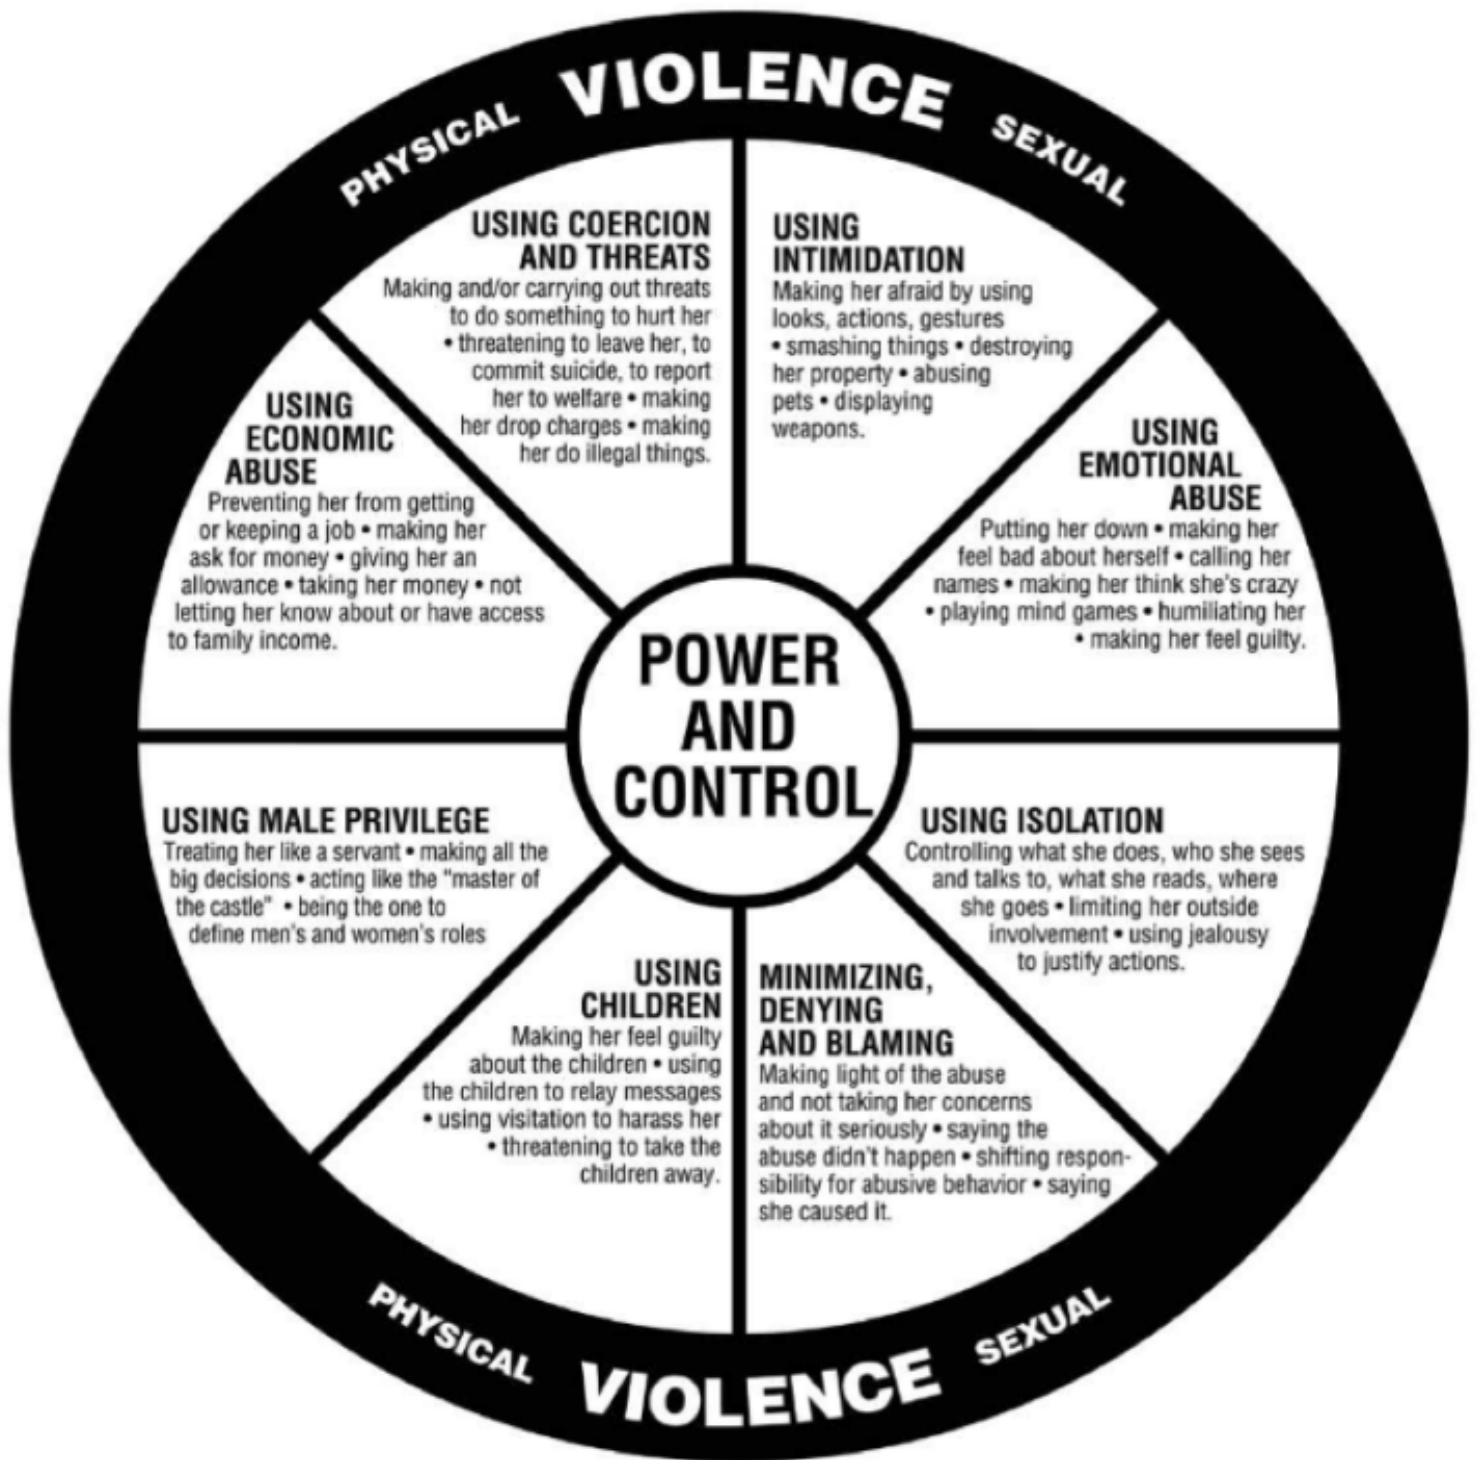 PHYSICAL VIOLENCE SEXUAL
USING COERCION
AND THREATS
Making and/or carrying out threats
to do something to hurt her
• threatening to leave her, to
commit suicide, to report
her to welfare • making
her drop charges • making
her do illegal things.
USING
INTIMIDATION
Making her afraid by using
looks, actions, gestures
• smashing things • destroying
her property • abusing
pets • displaying
weapons.
USING
EMOTIONAL
ABUSE
Putting her down • making her
feel bad about herself • calling her
names • making her think she's crazy
• playing mind games • humiliating her
• making her feel guilty.
USING ISOLATION
Controlling what she does, who she sees
and talks to, what she reads, where
she goes • limiting her outside
involvement • using jealousy
to justify actions.
MINIMIZING,
DENYING
AND BLAMING
Making light of the abuse
and not taking her concerns
about it seriously • saying the
abuse didn't happen • shifting respon-
sibility for abusive behavior • saying
she caused it.
USING
CHILDREN
Making her feel guilty
about the children • using
the children to relay messages
• using visitation to harass her
• threatening to take the
children away.
USING MALE PRIVILEGE
Treating her like a servant • making all the
big decisions • acting like the "master of
the castle" • being the one to
define men's and women's roles
USING
ECONOMIC
ABUSE
Preventing her from getting
or keeping a job • making her
ask for money • giving her an
allowance • taking her money • not
letting her know about or have access
to family income.
POWER
AND
CONTROL
PHYSICAL VIOLENCE SEXUAL